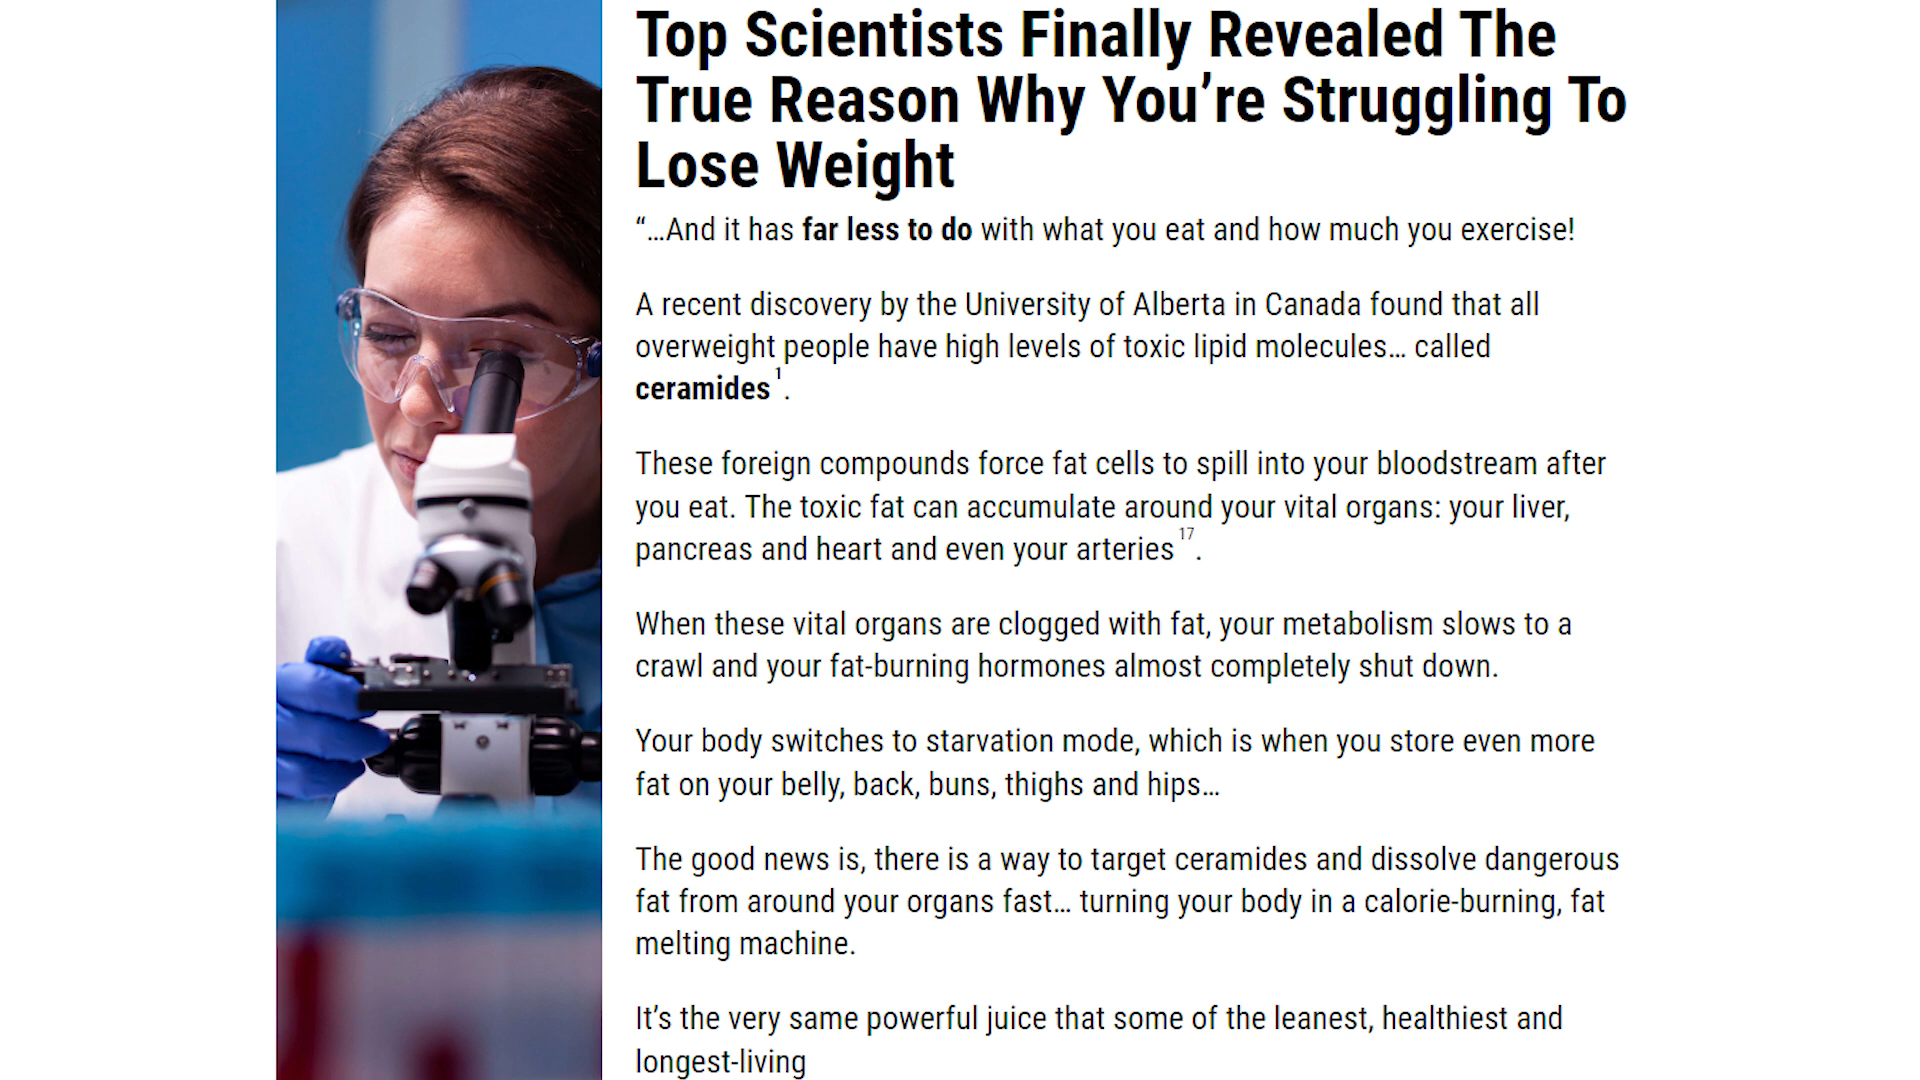 Top Scientists Finally Revealed The
True Reason Why You’re Struggling To
Lose Weight
“…And it has far less to do with what you eat and how much you exercise!
A recent discovery by the University of Alberta in Canada found that all
overweight people have high levels of toxic lipid molecules… called
ceramides¹.
These foreign compounds force fat cells to spill into your bloodstream after
you eat. The toxic fat can accumulate around your vital organs: your liver,
pancreas and heart and even your arteries¹⁷.
When these vital organs are clogged with fat, your metabolism slows to a
crawl and your fat-burning hormones almost completely shut down.
Your body switches to starvation mode, which is when you store even more
fat on your belly, back, buns, thighs and hips…
The good news is, there is a way to target ceramides and dissolve dangerous
fat from around your organs fast… turning your body in a calorie-burning, fat
melting machine.
It’s the very same powerful juice that some of the leanest, healthiest and
longest-living